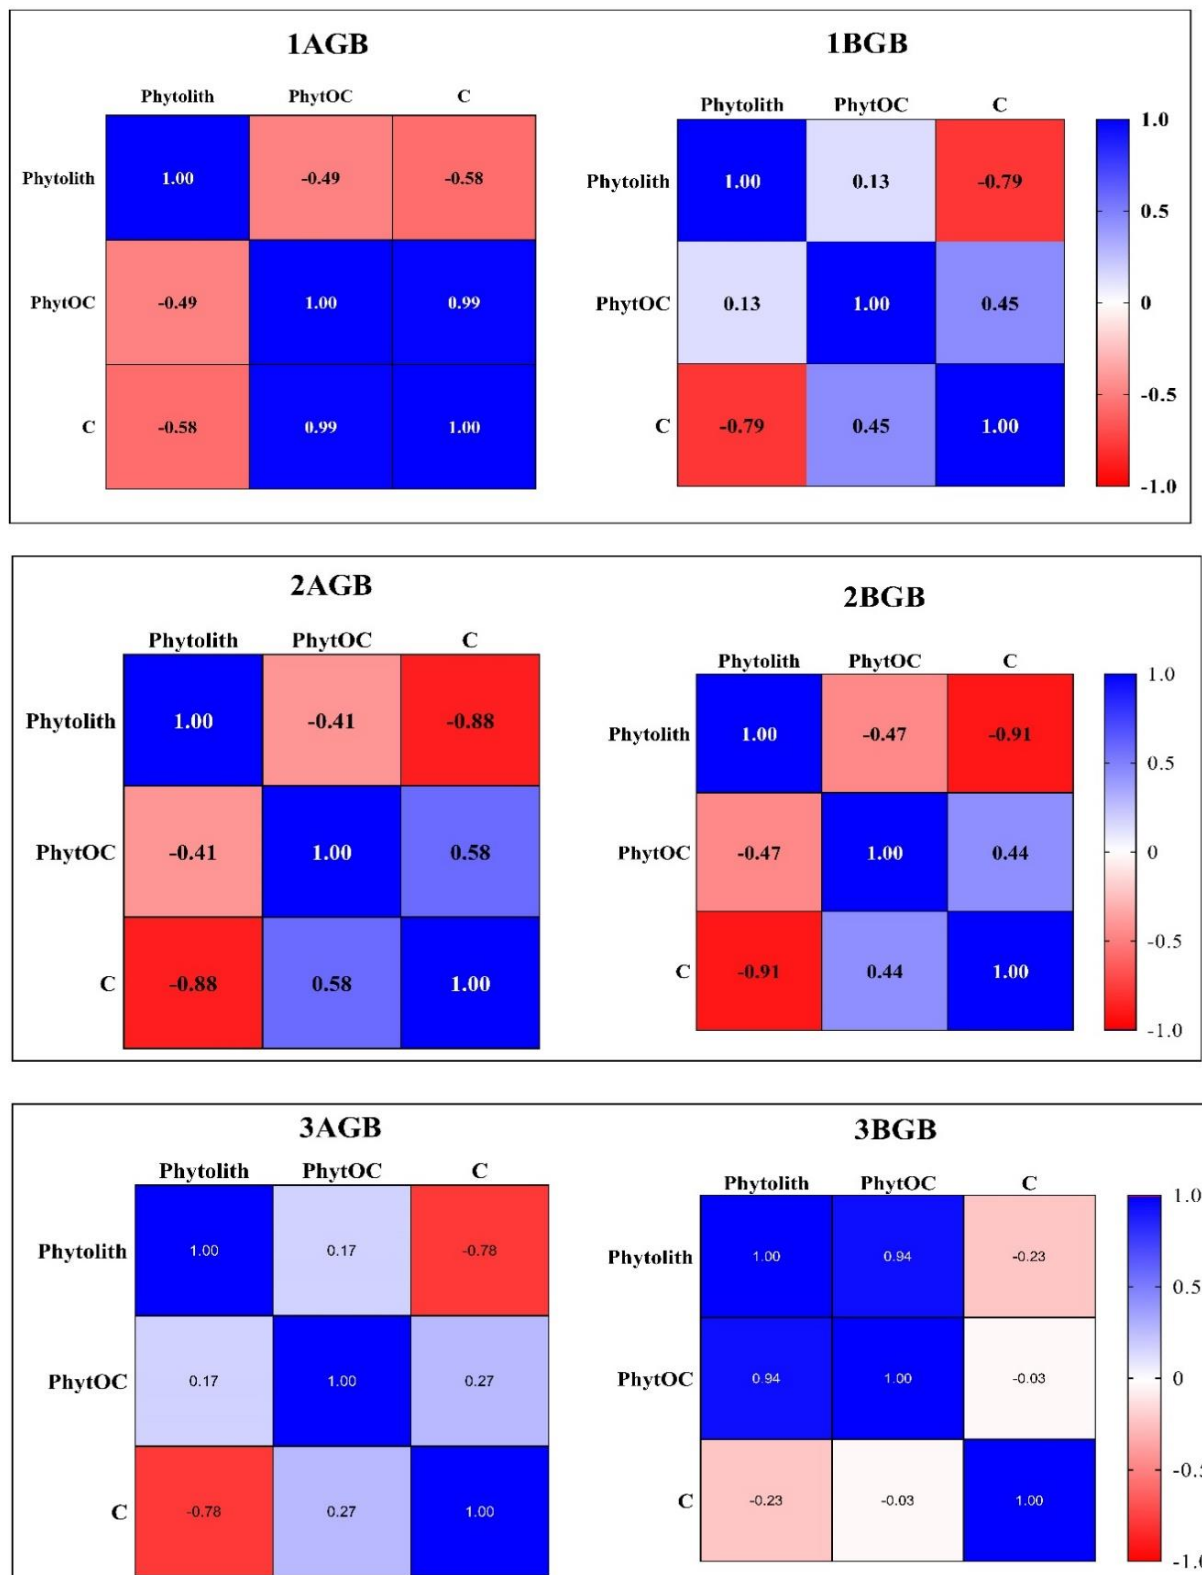 1AGB
Phytolith PhytOC C
Phytolith 1.00 -0.49 -0.58
PhytOC -0.49 1.00 0.99
C -0.58 0.99 1.00
1BGB
Phytolith PhytOC C
Phytolith 1.00 0.13 -0.79
PhytOC 0.13 1.00 0.45
C -0.79 0.45 1.00
1.0
0.5
0
-0.5
-1.0
2AGB
Phytolith PhytOC C
Phytolith 1.00 -0.41 -0.88
PhytOC -0.41 1.00 0.58
C -0.88 0.58 1.00
2BGB
Phytolith PhytOC C
Phytolith 1.00 -0.47 -0.91
PhytOC -0.47 1.00 0.44
C -0.91 0.44 1.00
1.0
0.5
0
-0.5
-1.0
3AGB
Phytolith PhytOC C
Phytolith 1.00 0.17 -0.78
PhytOC 0.17 1.00 0.27
C -0.78 0.27 1.00
3BGB
Phytolith PhytOC C
Phytolith 1.00 0.94 -0.23
PhytOC 0.94 1.00 -0.03
C -0.23 -0.03 1.00
1.0
0.5
0